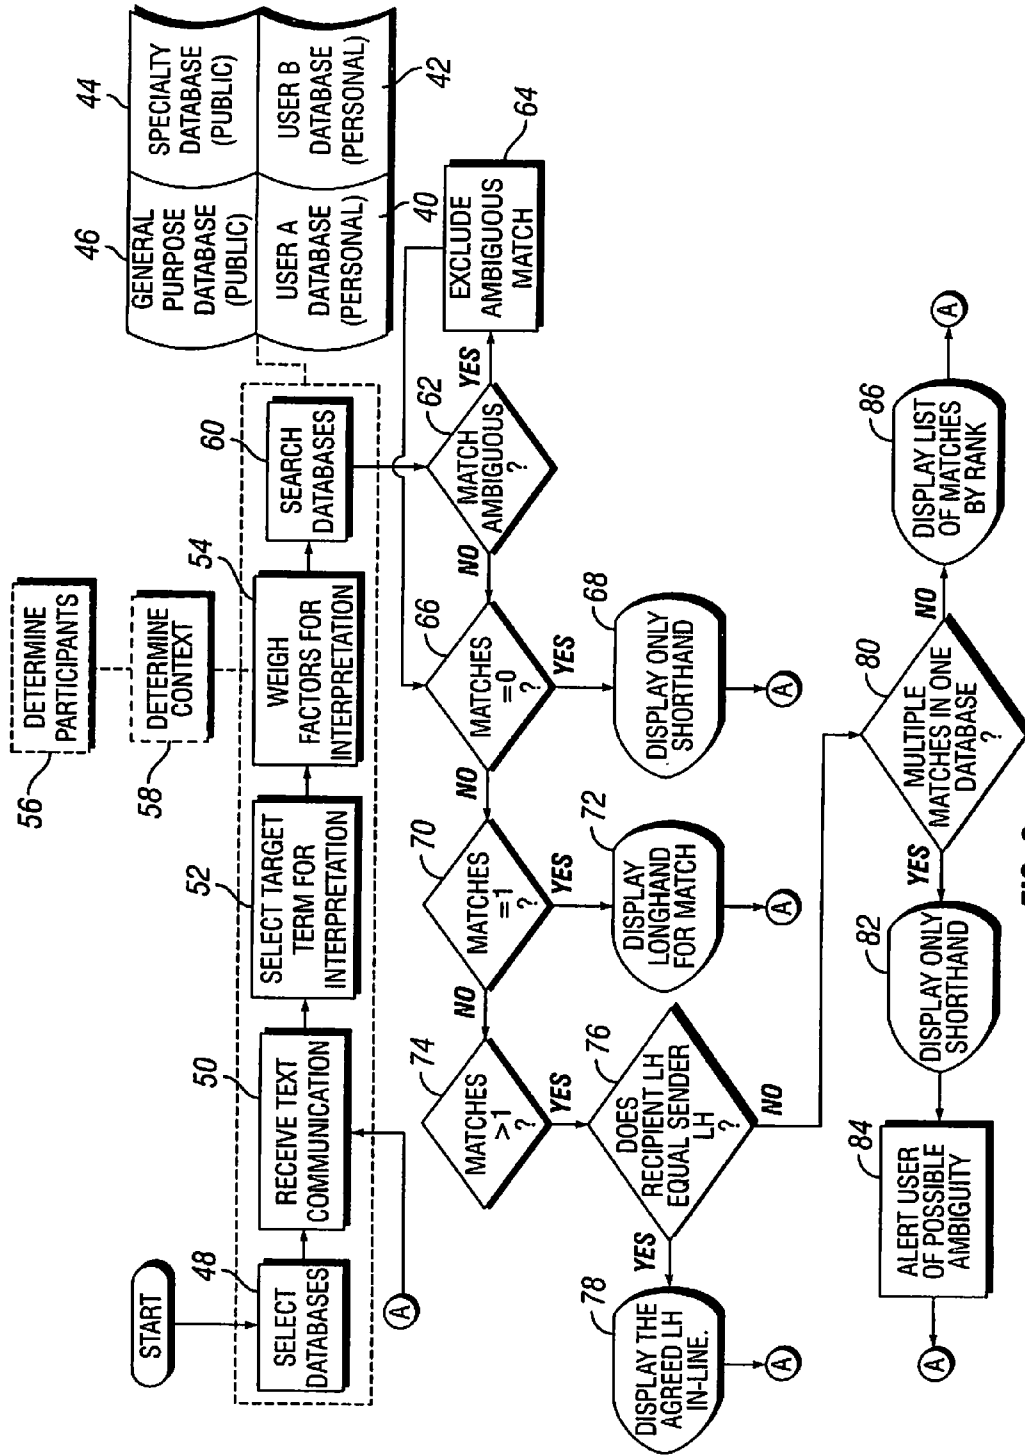 44
SPECIALTY
DATABASE
(PUBLIC)
USER B
DATABASE
(PERSONAL)
42
46
GENERAL
PURPOSE
DATABASE
(PUBLIC)
USER A
DATABASE
(PERSONAL)
40
START
48
SELECT
DATABASES
50
RECEIVE TEXT
COMMUNICATION
52
SELECT TARGET
TERM FOR
INTERPRETATION
54
WEIGH
FACTORS FOR
INTERPRETATION
56
DETERMINE
PARTICIPANTS
58
DETERMINE
CONTEXT
60
SEARCH
DATABASES
62
MATCH
AMBIGUOUS
?
YES
NO
64
EXCLUDE
AMBIGUOUS
MATCH
66
MATCHES
=0
?
YES
NO
68
DISPLAY ONLY
SHORTHAND
A
70
MATCHES
=1
?
YES
NO
72
DISPLAY
LONGHAND
FOR MATCH
A
74
MATCHES
>1
?
YES
76
DOES
RECIPIENT LH
EQUAL SENDER
LH
?
YES
NO
78
DISPLAY THE
AGREED LH
IN-LINE.
A
80
MULTIPLE
MATCHES IN ONE
DATABASE
?
YES
NO
82
DISPLAY ONLY
SHORTHAND
84
ALERT USER
OF POSSIBLE
AMBIGUITY
A
86
DISPLAY LIST
OF MATCHES
BY RANK
A
A